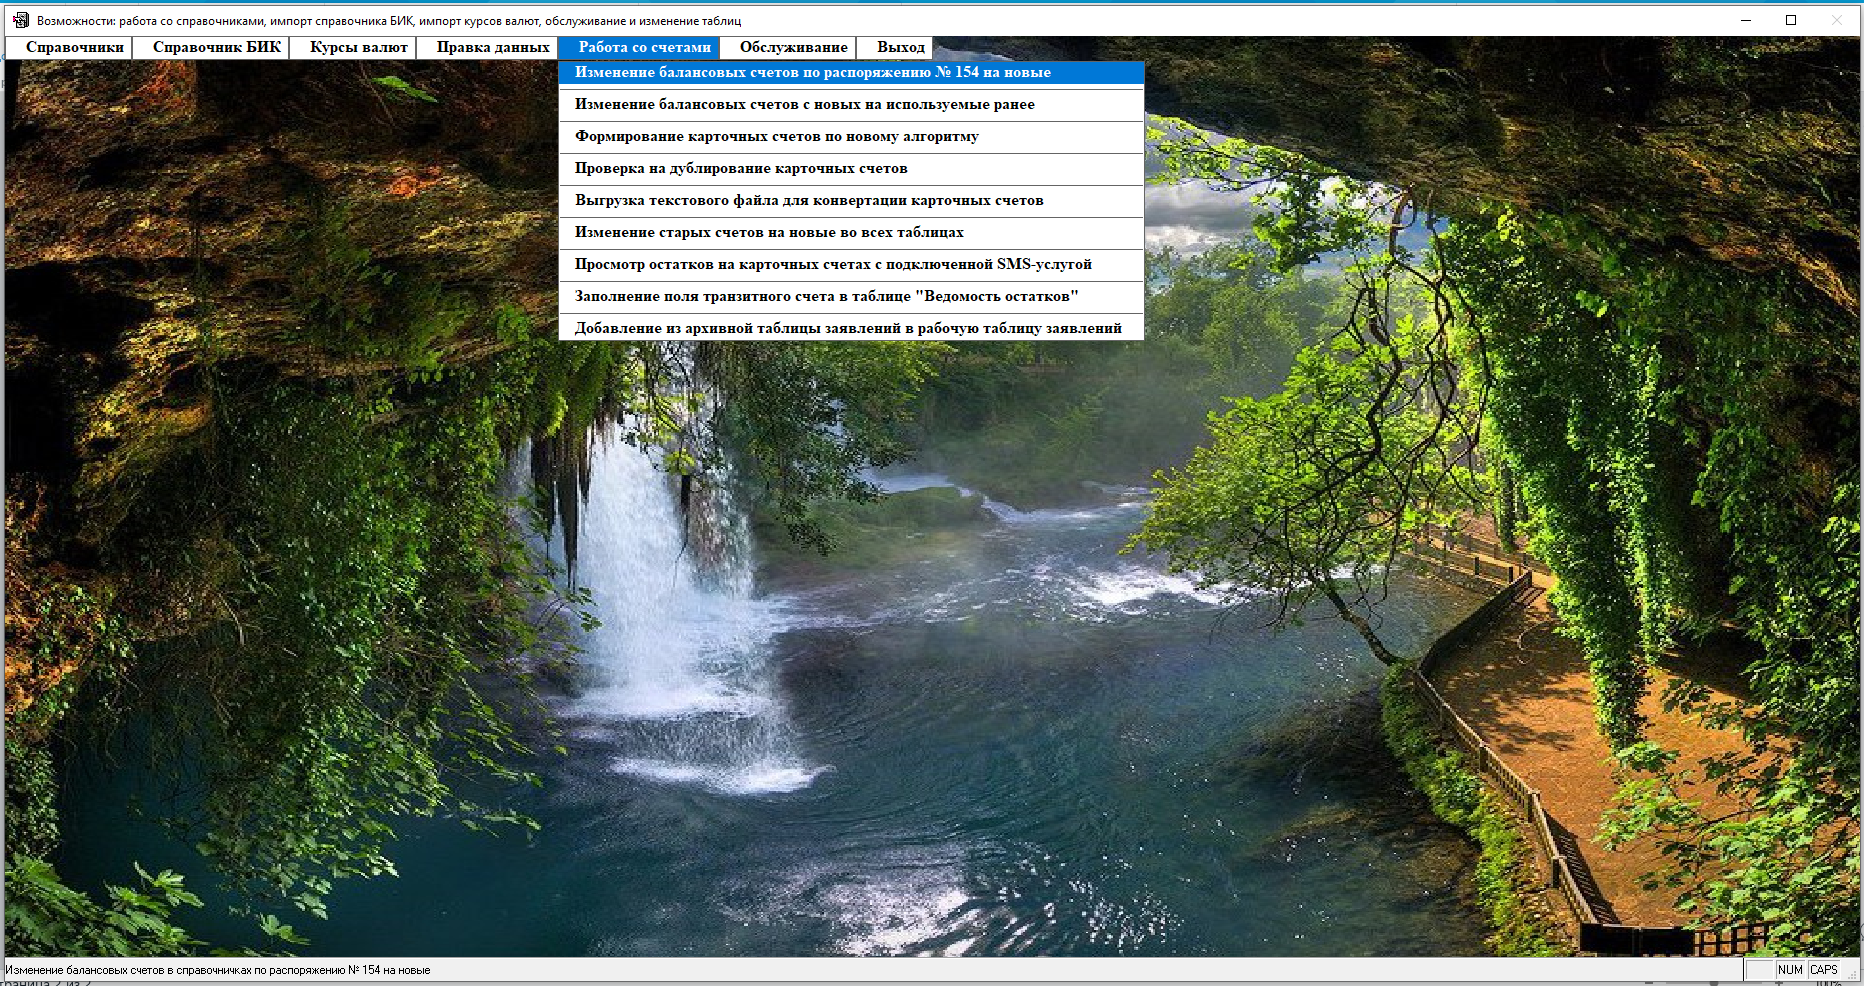 Возможности: работа со справочниками, импорт справочника БИК, импорт курсов валют, обслуживание и изменение таблиц
Справочники Справочник БИК Курсы валют Правка данных Работа со счетами Обслуживание Выход
Изменение балансовых счетов по распоряжению № 154 на новые
Изменение балансовых счетов с новых на используемые ранее
Формирование карточных счетов по новому алгоритму
Проверка на дублирование карточных счетов
Выгрузка текстового файла для конвертации карточных счетов
Изменение старых счетов на новые во всех таблицах
Просмотр остатков на карточных счетах с подключенной SMS-услугой
Заполнение поля транзитного счета в таблице "Ведомость остатков"
Добавление из архивной таблицы заявлений в рабочую таблицу заявлений
Изменение балансовых счетов в справочничках по распоряжению № 154 на новые NUM CAPS